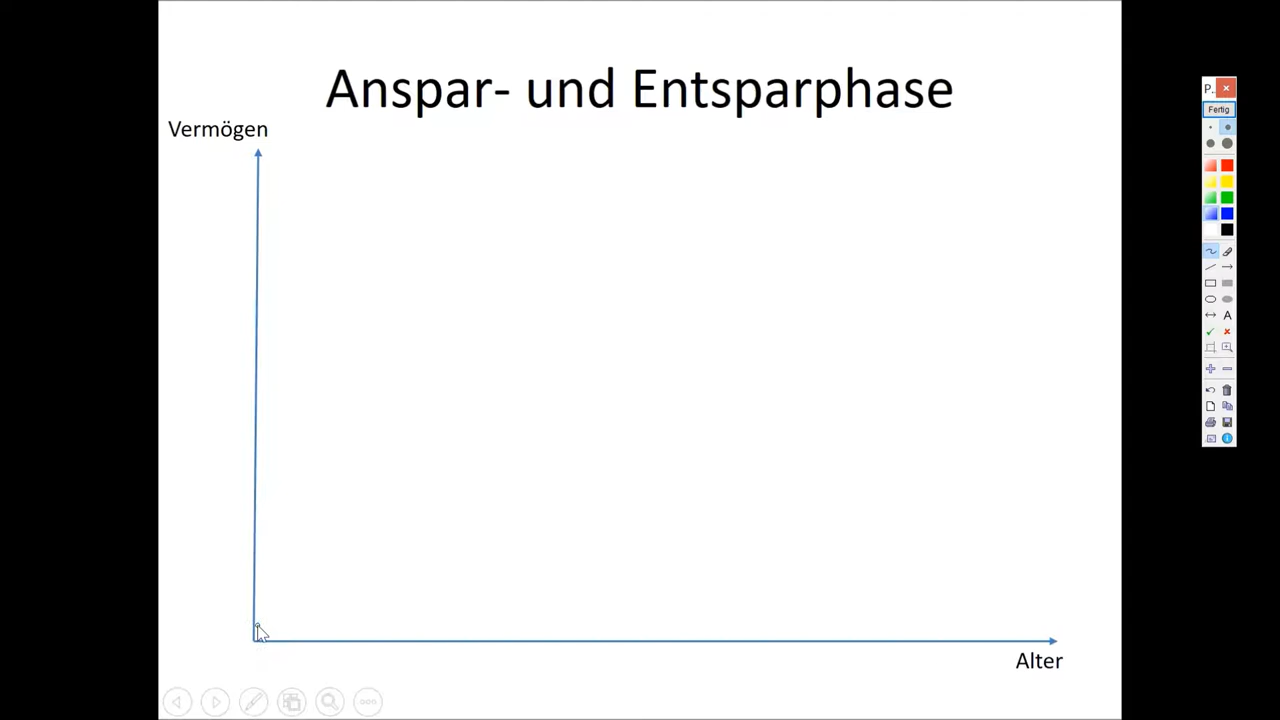 Anspar- und Entsparphase
Vermögen
Alter
P...
Fertig
A